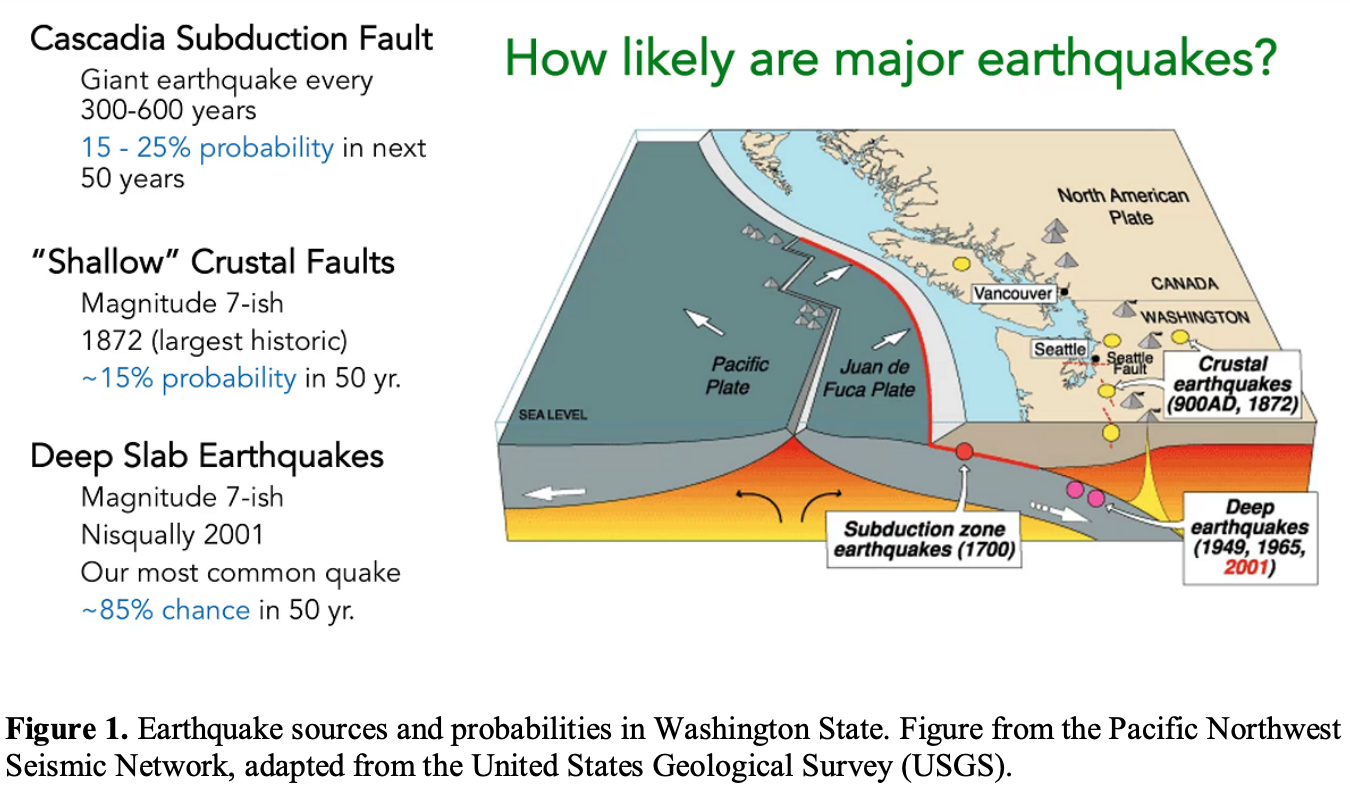 Cascadia Subduction Fault
Giant earthquake every
300-600 years
15 - 25% probability in next
50 years
“Shallow” Crustal Faults
Magnitude 7-ish
1872 (largest historic)
~15% probability in 50 yr.
Deep Slab Earthquakes
Magnitude 7-ish
Nisqually 2001
Our most common quake
~85% chance in 50 yr.
How likely are major earthquakes?
North American
Plate
CANADA
Vancouver
WASHINGTON
Seattle
Seattle
Fault
Crustal
earthquakes
(900AD, 1872)
Pacific
Plate
Juan de
Fuca Plate
SEA LEVEL
Subduction zone
earthquakes (1700)
Deep
earthquakes
(1949, 1965,
2001)
Figure 1. Earthquake sources and probabilities in Washington State. Figure from the Pacific Northwest
Seismic Network, adapted from the United States Geological Survey (USGS).